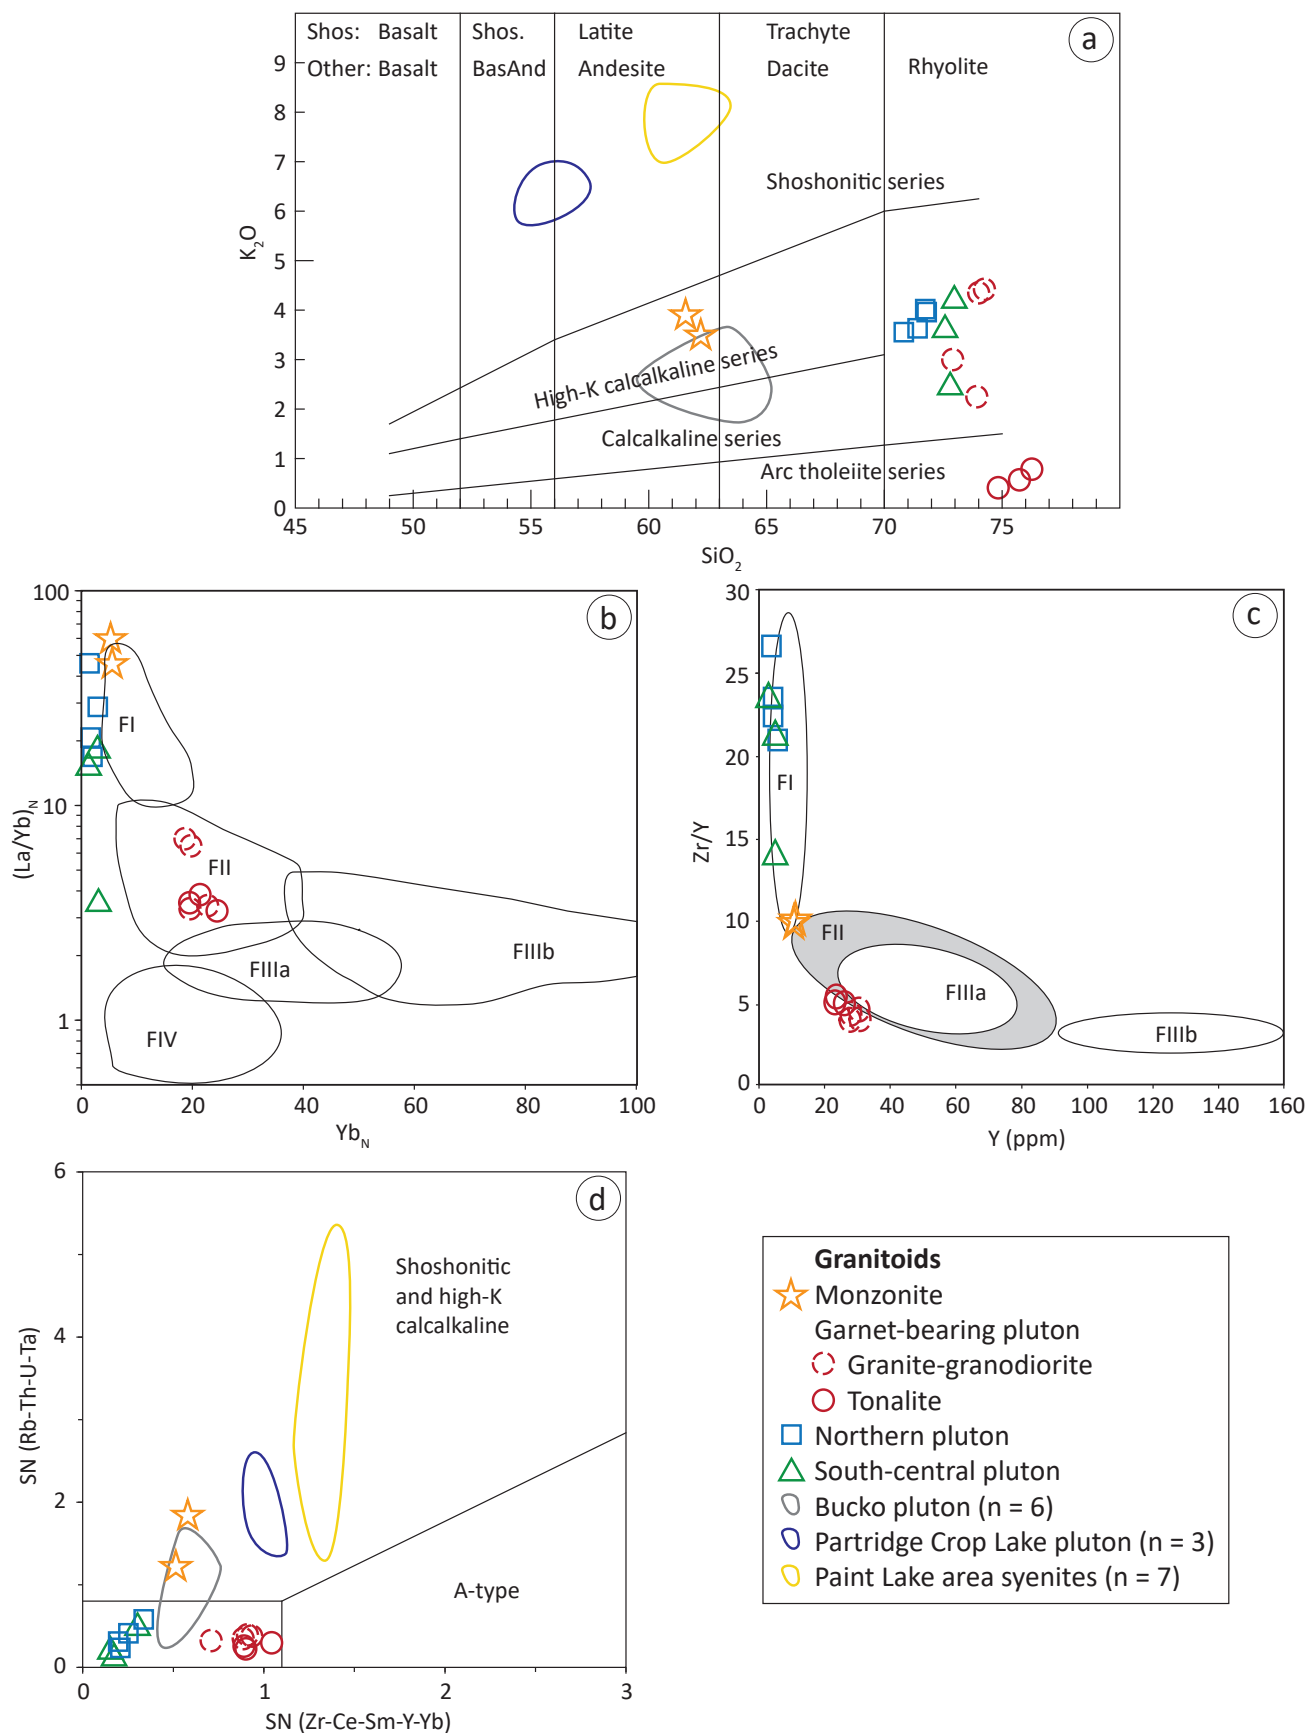 Shos: Basalt
Shos.
Latite
Trachyte
a
Other: Basalt
BasAnd
Andesite
Dacite
Rhyolite
9
8
7
6
5
4
3
2
1
0
K2O
Shoshonitic series
High-K calcalkaline series
Calcalkaline series
Arc tholeiite series
45
50
55
60
65
70
75
SiO2
b
100
10
1
(La/Yb)N
FI
FII
FIIIa
FIIIb
FIV
0
20
40
60
80
100
YbN
c
30
25
20
15
10
5
0
Zr/Y
FI
FII
FIIIa
FIIIb
0
20
40
60
80
100
120
140
160
Y (ppm)
d
6
4
2
0
SN (Rb-Th-U-Ta)
Shoshonitic
and high-K
calcalkaline
A-type
0
1
2
3
SN (Zr-Ce-Sm-Y-Yb)
Granitoids
Monzonite
Garnet-bearing pluton
Granite-granodiorite
Tonalite
Northern pluton
South-central pluton
Bucko pluton (n = 6)
Partridge Crop Lake pluton (n = 3)
Paint Lake area syenites (n = 7)